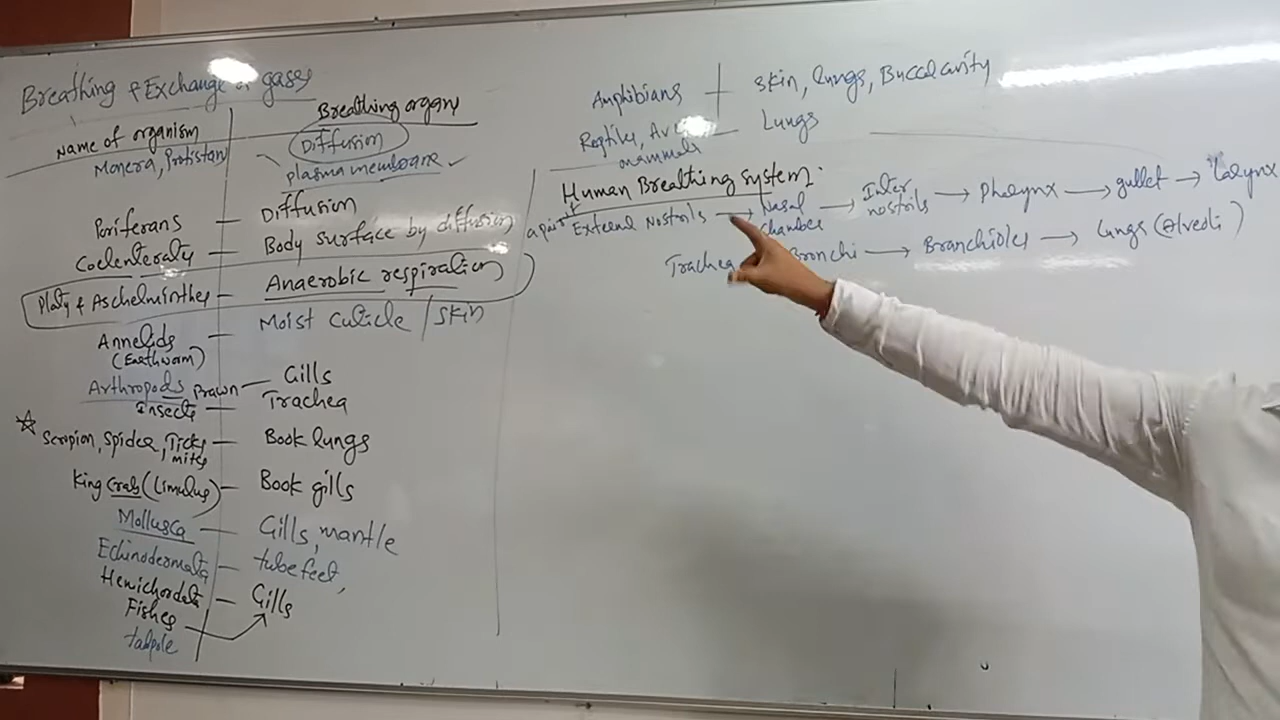 Breathing & Exchange of gases
Name of organism Breathing organs
Monera, Protistan Diffusion
plasma membrane ✓
Poriferans — Diffusion
Coelenterates — Body surface by diffusion
Platy & Aschelminthes — Anaerobic respiration
Annelids — Moist cuticle / skin
(Earthworm)
Arthropods Prawn — Gills
Insects — Trachea
☆ Scorpion, Spider, Ticks — Book lungs
mites
King Crab (Limulus) — Book gills
Mollusca — Gills, mantle
Echinodermata — tube feet,
Hemichordata — Gills
Fishes
tadpole
Amphibians — skin, lungs, Buccal cavity
Reptiles, — Lungs
mammals
Human Breathing system.
a pair External Nostrils → Nasal chamber → Inter nostrils → Pharynx → gullet → Larynx
Trachea Bronchi → Branchioles → lungs (Alveoli)